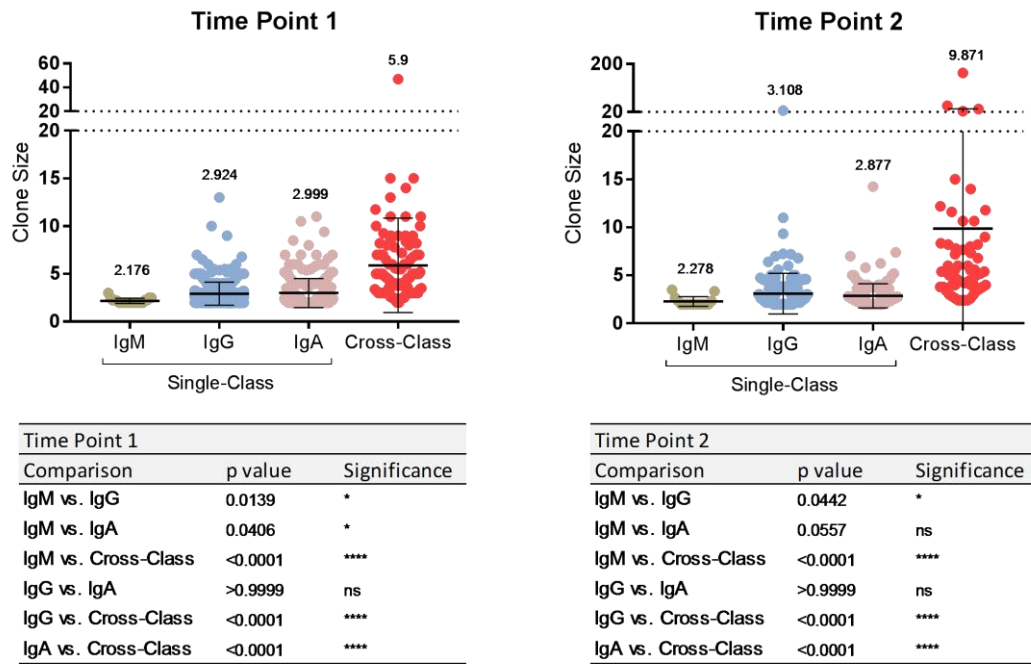 Time Point 1
Clone Size
60
40
20
20
15
10
5
0
2.176
2.924
2.999
5.9
IgM
IgG
IgA
Cross-Class
Single-Class
Time Point 2
Clone Size
200
20
20
15
10
5
0
2.278
3.108
2.877
9.871
IgM
IgG
IgA
Cross-Class
Single-Class
Time Point 1
Comparison p value Significance
IgM vs. IgG 0.0139 *
IgM vs. IgA 0.0406 *
IgM vs. Cross-Class <0.0001 ****
IgG vs. IgA >0.9999 ns
IgG vs. Cross-Class <0.0001 ****
IgA vs. Cross-Class <0.0001 ****
Time Point 2
Comparison p value Significance
IgM vs. IgG 0.0442 *
IgM vs. IgA 0.0557 ns
IgM vs. Cross-Class <0.0001 ****
IgG vs. IgA >0.9999 ns
IgG vs. Cross-Class <0.0001 ****
IgA vs. Cross-Class <0.0001 ****